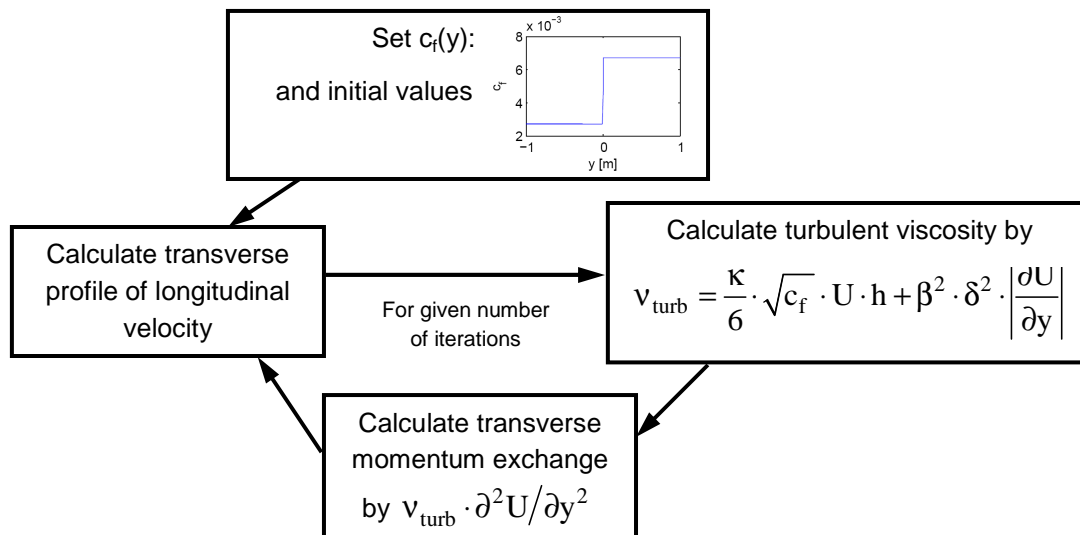 Set c_f(y):
and initial values
x 10⁻³
8
6
4
2
c_f
−1 0 1
y [m]
Calculate transverse
profile of longitudinal
velocity
For given number
of iterations
Calculate turbulent viscosity by
ν_turb = κ/6 · √c_f · U · h + β² · δ² · |∂U/∂y|
Calculate transverse
momentum exchange
by ν_turb · ∂²U/∂y²